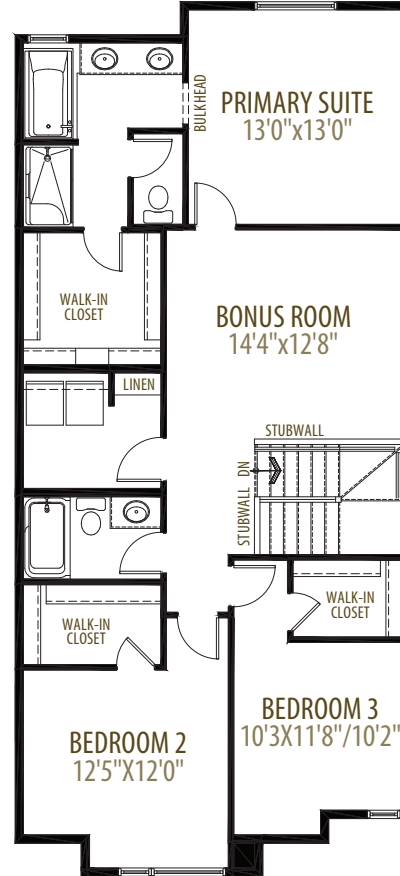 BULKHEAD
PRIMARY SUITE
13'0"x13'0"
WALK-IN
CLOSET
BONUS ROOM
14'4"x12'8"
LINEN
STUBWALL
STUBWALL
DN
WALK-IN
CLOSET
WALK-IN
CLOSET
BEDROOM 2
12'5"X12'0"
BEDROOM 3
10'3X11'8"/10'2"